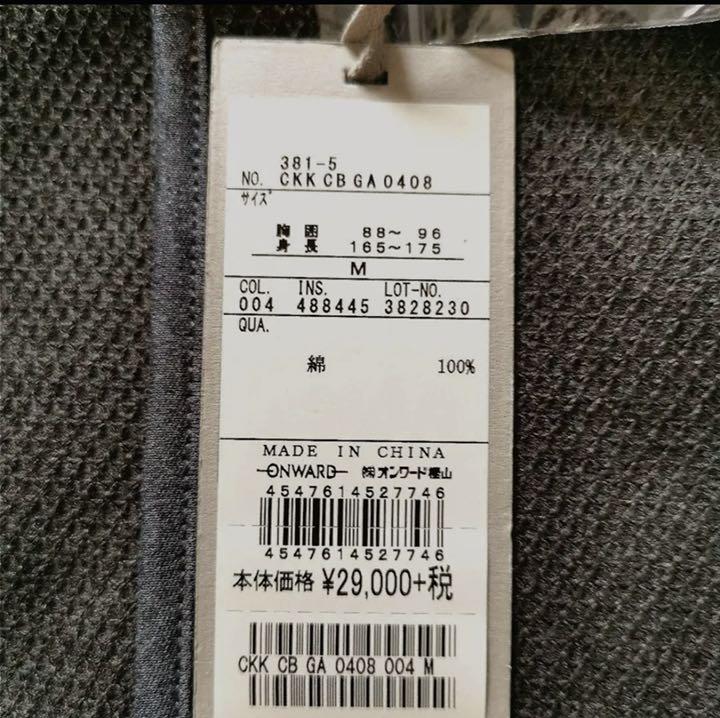 381-5
NO. CKK CB GA 0408
サイズ
胸囲 88～ 96
身長 165～175
M
COL. INS. LOT-NO.
004 488445 3828230
QUA.
綿 100%
MADE IN CHINA
ONWARD ㈱オンワード樫山
4547614527746
4547614527746
本体価格 ¥29,000+税
CKK CB GA 0408 004 M